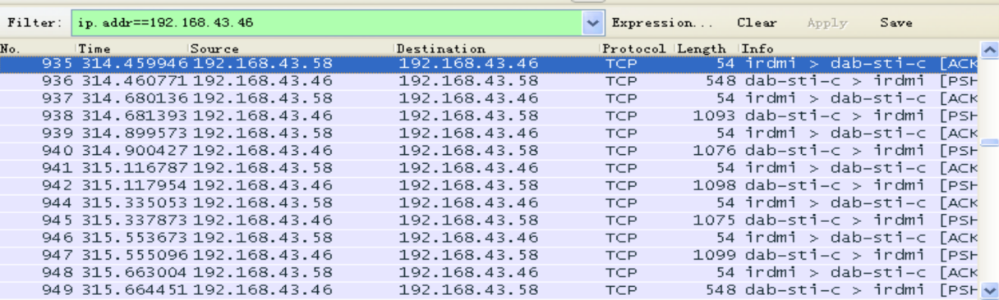 Filter: ip.addr==192.168.43.46 Expression... Clear Apply Save
No. Time Source Destination Protocol Length Info
935 314.459946 192.168.43.58 192.168.43.46 TCP 54 irdmi > dab-sti-c [ACK
936 314.460771 192.168.43.46 192.168.43.58 TCP 548 dab-sti-c > irdmi [PSH
937 314.680136 192.168.43.58 192.168.43.46 TCP 54 irdmi > dab-sti-c [ACK
938 314.681393 192.168.43.46 192.168.43.58 TCP 1093 dab-sti-c > irdmi [PSH
939 314.899573 192.168.43.58 192.168.43.46 TCP 54 irdmi > dab-sti-c [ACK
940 314.900427 192.168.43.46 192.168.43.58 TCP 1076 dab-sti-c > irdmi [PSH
941 315.116787 192.168.43.58 192.168.43.46 TCP 54 irdmi > dab-sti-c [ACK
942 315.117954 192.168.43.46 192.168.43.58 TCP 1098 dab-sti-c > irdmi [PSH
944 315.335053 192.168.43.58 192.168.43.46 TCP 54 irdmi > dab-sti-c [ACK
945 315.337873 192.168.43.46 192.168.43.58 TCP 1075 dab-sti-c > irdmi [PSH
946 315.553673 192.168.43.58 192.168.43.46 TCP 54 irdmi > dab-sti-c [ACK
947 315.555096 192.168.43.46 192.168.43.58 TCP 1099 dab-sti-c > irdmi [PSH
948 315.663004 192.168.43.58 192.168.43.46 TCP 54 irdmi > dab-sti-c [ACK
949 315.664451 192.168.43.46 192.168.43.58 TCP 548 dab-sti-c > irdmi [PSH